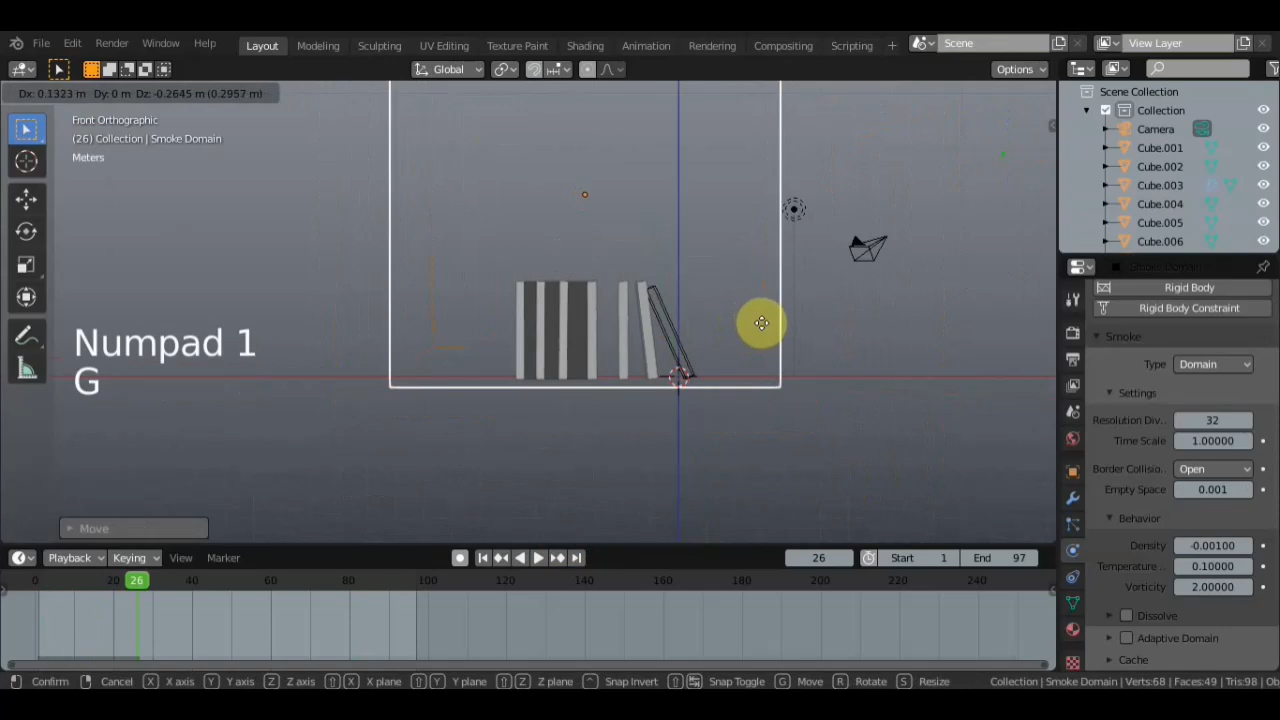 File Edit Render Window Help Layout Modeling Sculpting UV Editing Texture Paint Shading Animation Rendering Compositing Scripting + Scene View Layer
Global Options
Dx: 0.1323 m Dy: 0 m Dz: -0.2645 m (0.2957 m)
Front Orthographic
(26) Collection | Smoke Domain
Meters
Numpad 1
G
Move
Scene Collection
Collection
Camera
Cube.001
Cube.002
Cube.003
Cube.004
Cube.005
Cube.006
Smoke Domain
Rigid Body
Rigid Body Constraint
Smoke
Type Domain
Settings
Resolution Div.. 32
Time Scale 1.00000
Border Collisio.. Open
Empty Space 0.001
Behavior
Density -0.00100
Temperature .. 0.10000
Vorticity 2.00000
Dissolve
Adaptive Domain
Cache
Playback Keying View Marker 26 Start 1 End 97
0 20 26 40 60 80 100 120 140 160 180 200 220 240
Confirm Cancel X X axis Y Y axis Z Z axis X X plane Y Y plane Z Z plane Snap Invert Snap Toggle G Move R Rotate S Resize Collection | Smoke Domain | Verts:68 | Faces:49 | Tris:98 | Ob